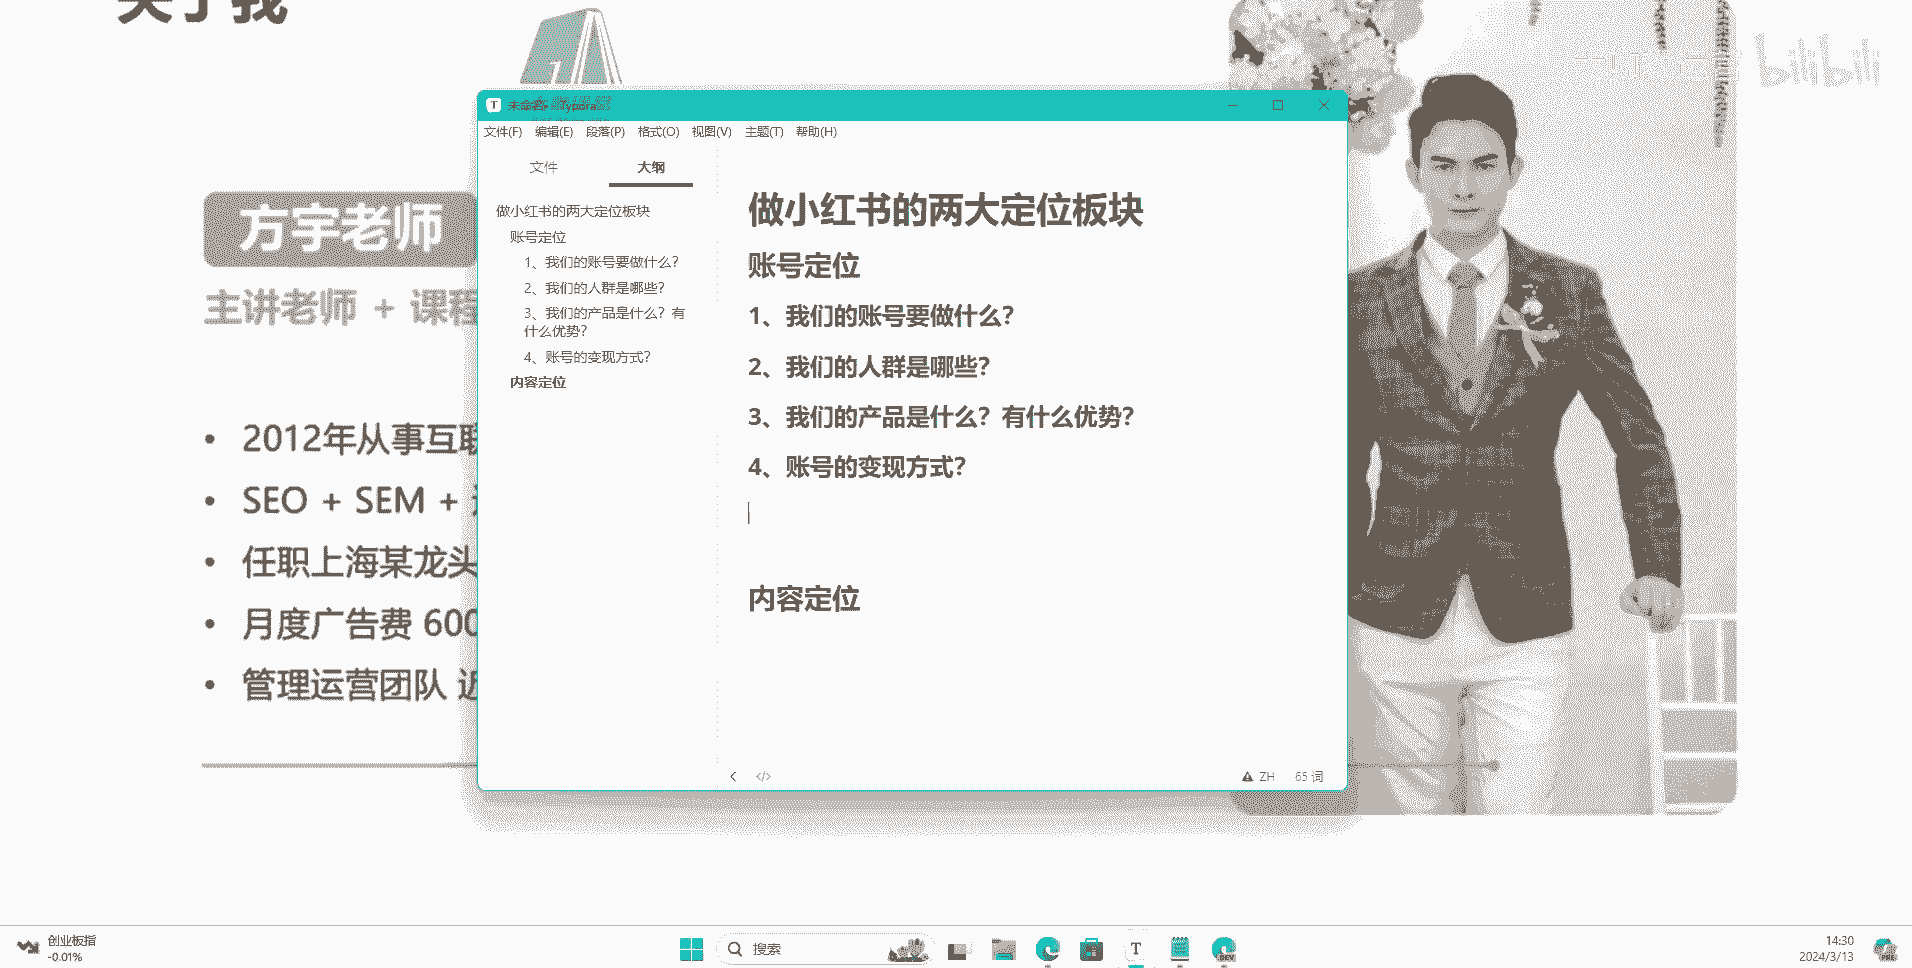 关于我
bilibili
方宇老师
主讲老师 + 课程
• 2012年从事互联
• SEO + SEM +
• 任职上海某龙头
• 月度广告费 600
• 管理运营团队 近
文件(F) 编辑(E) 段落(P) 格式(O) 视图(V) 主题(T) 帮助(H)
文件 大纲
做小红书的两大定位板块
账号定位
1、我们的账号要做什么？
2、我们的人群是哪些？
3、我们的产品是什么？有
什么优势？
4、账号的变现方式？
内容定位
做小红书的两大定位板块
账号定位
1、我们的账号要做什么？
2、我们的人群是哪些？
3、我们的产品是什么？有什么优势？
4、账号的变现方式？
内容定位
ZH 65 词
创业板指
-0.01%
搜索
14:30
2024/3/13